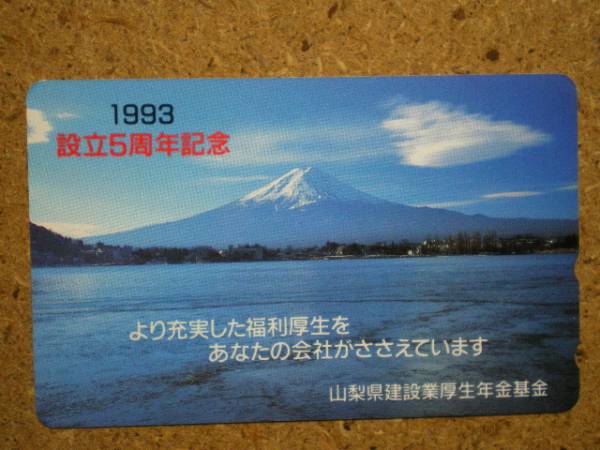 1993
設立5周年記念
より充実した福利厚生を
あなたの会社がささえています
山梨県建設業厚生年金基金